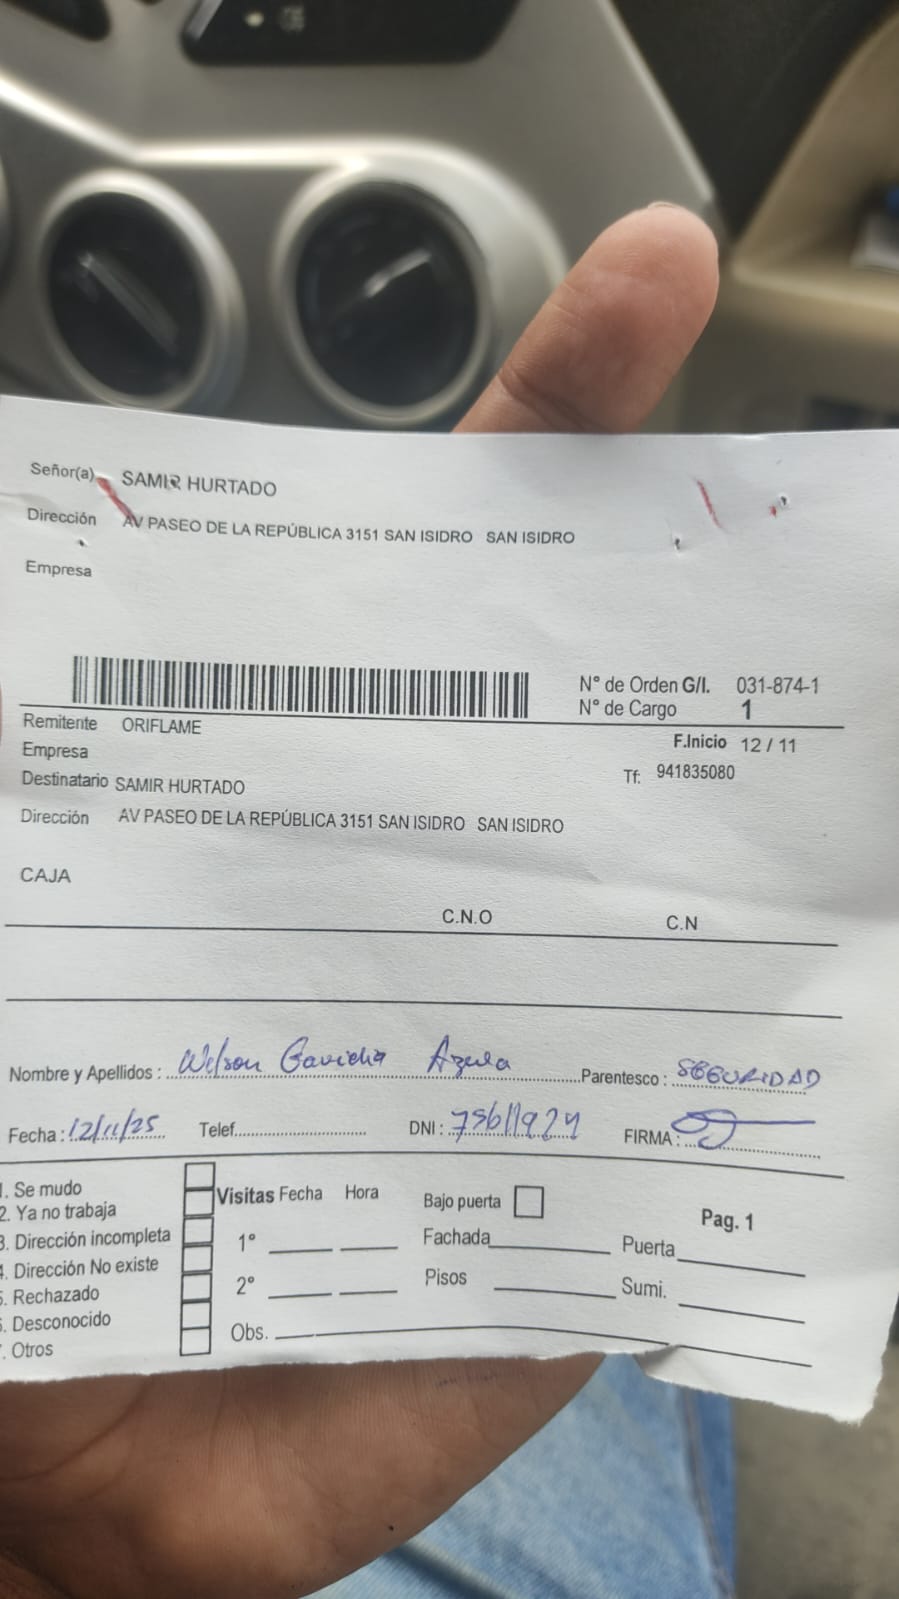 Señor(a) SAMIR HURTADO
Dirección AV PASEO DE LA REPÚBLICA 3151 SAN ISIDRO SAN ISIDRO
Empresa
N° de Orden G/I. 031-874-1
N° de Cargo 1
Remitente ORIFLAME
F.Inicio 12 / 11
Empresa
Tf: 941835080
Destinatario SAMIR HURTADO
Dirección AV PASEO DE LA REPÚBLICA 3151 SAN ISIDRO SAN ISIDRO
CAJA
C.N.O C.N
Nombre y Apellidos : Welson Gavidia Azula Parentesco : SEGURIDAD
Fecha : 12/11/25 Telef. DNI : FIRMA :
1. Se mudo
2. Ya no trabaja
3. Dirección incompleta
4. Dirección No existe
5. Rechazado
6. Desconocido
7. Otros
Visitas Fecha Hora
1°
2°
Obs.
Bajo puerta
Fachada
Pisos
Pag. 1
Puerta
Sumi.